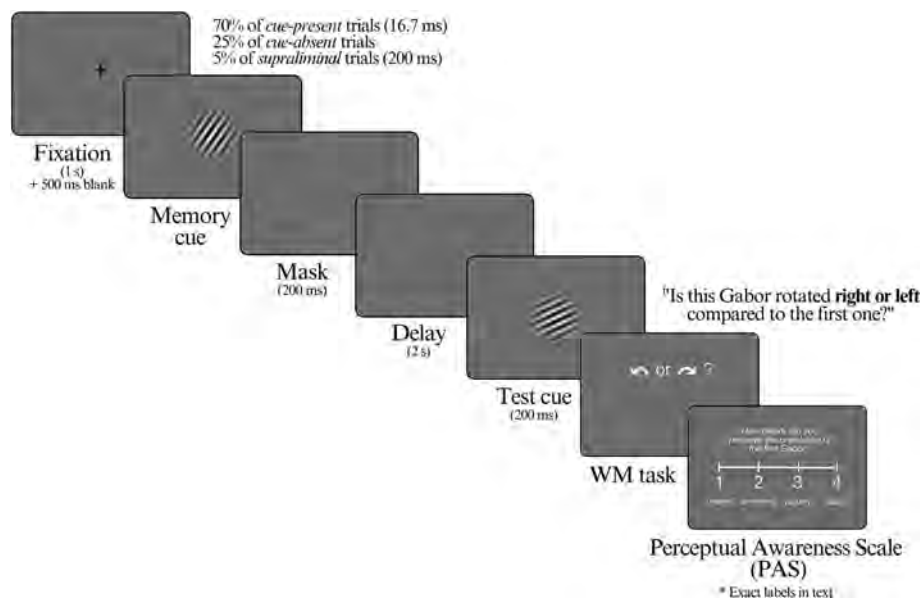 70% of cue-present trials (16.7 ms)
25% of cue-absent trials
5% of supraliminal trials (200 ms)
Fixation
(1 s)
+ 500 ms blank
Memory
cue
Mask
(200 ms)
Delay
(2 s)
Test cue
(200 ms)
"Is this Gabor rotated right or left
compared to the first one?"
or ?
WM task
the first Gabor
1 2 3 4
Perceptual Awareness Scale
(PAS)
* Exact labels in text